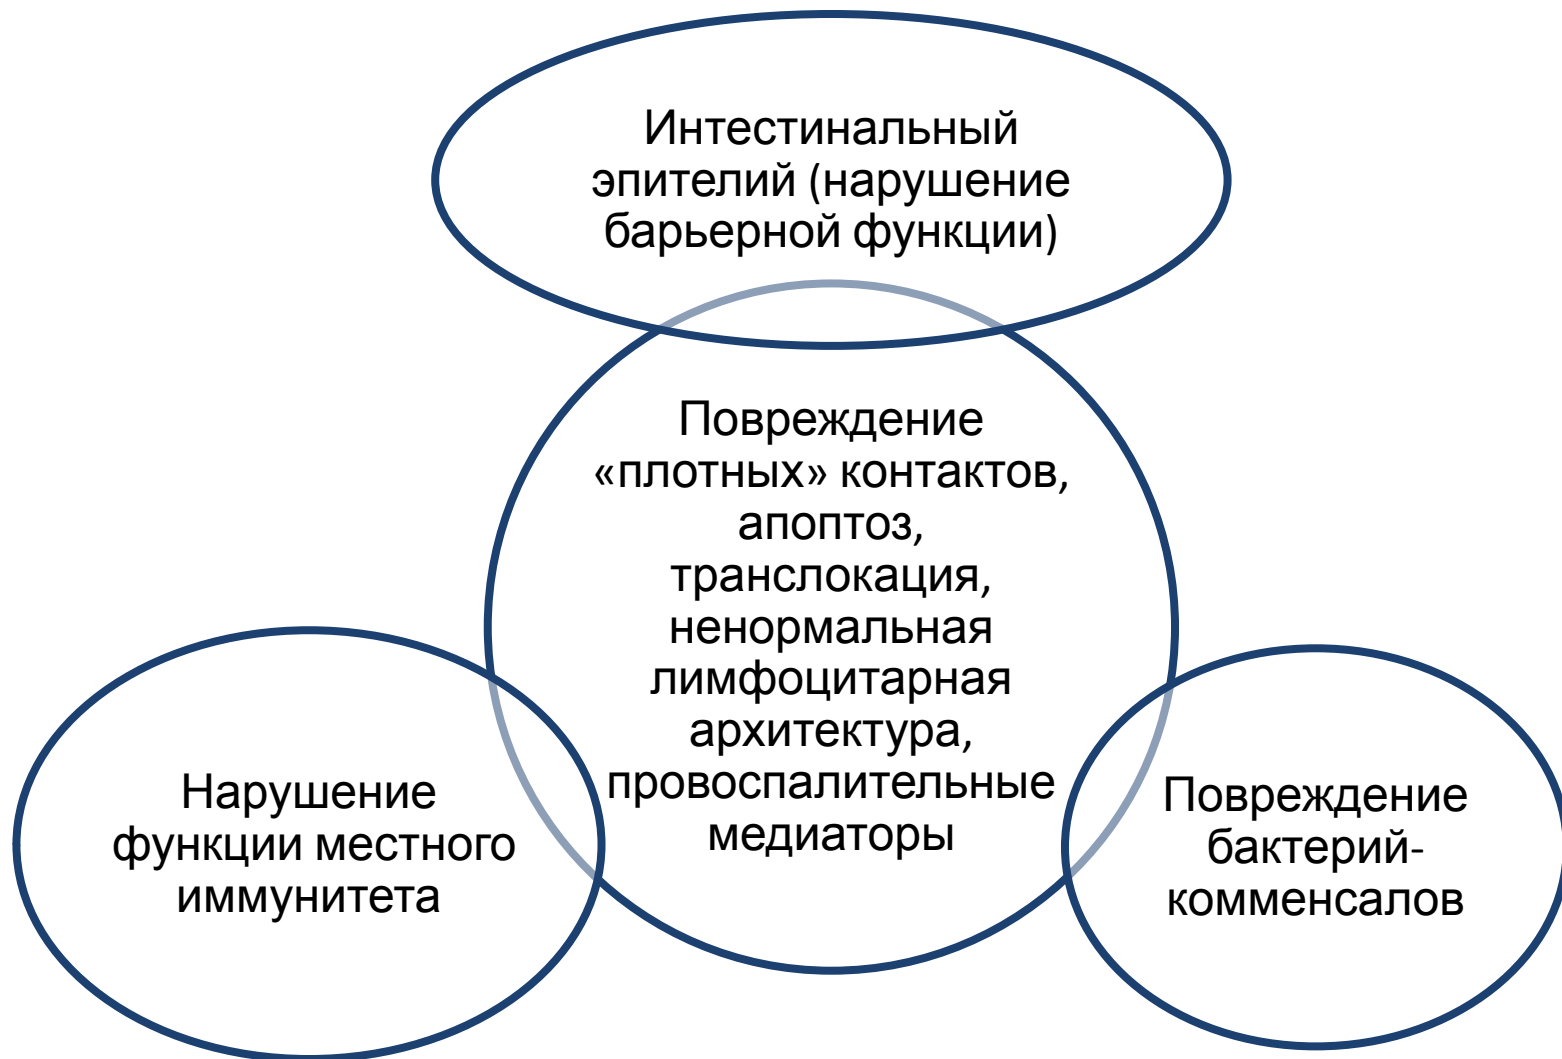 Интестинальный
эпителий (нарушение
барьерной функции)
Повреждение
«плотных» контактов,
апоптоз,
транслокация,
ненормальная
лимфоцитарная
архитектура,
провоспалительные
медиаторы
Нарушение
функции местного
иммунитета
Повреждение
бактерий-
комменсалов